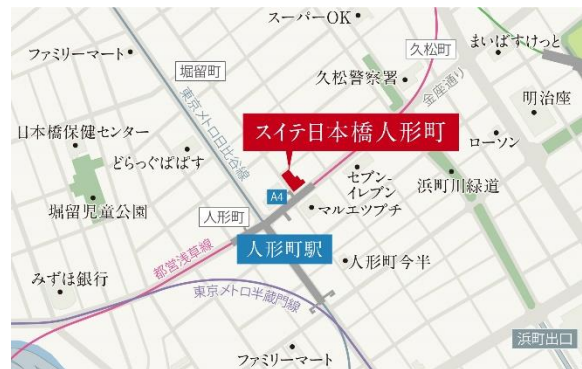 スーパーOK
ファミリーマート
堀留町
久松町
まいばすけっと
久松警察署
金座通り
明治座
東京メトロ日比谷線
スイテ日本橋人形町
日本橋保健センター
どらっぐぱぱす
ローソン
セブン-
イレブン
浜町川緑道
A4
マルエツプチ
堀留児童公園
人形町
人形町駅
都営浅草線
人形町今半
みずほ銀行
東京メトロ半蔵門線
浜町出口
ファミリーマート